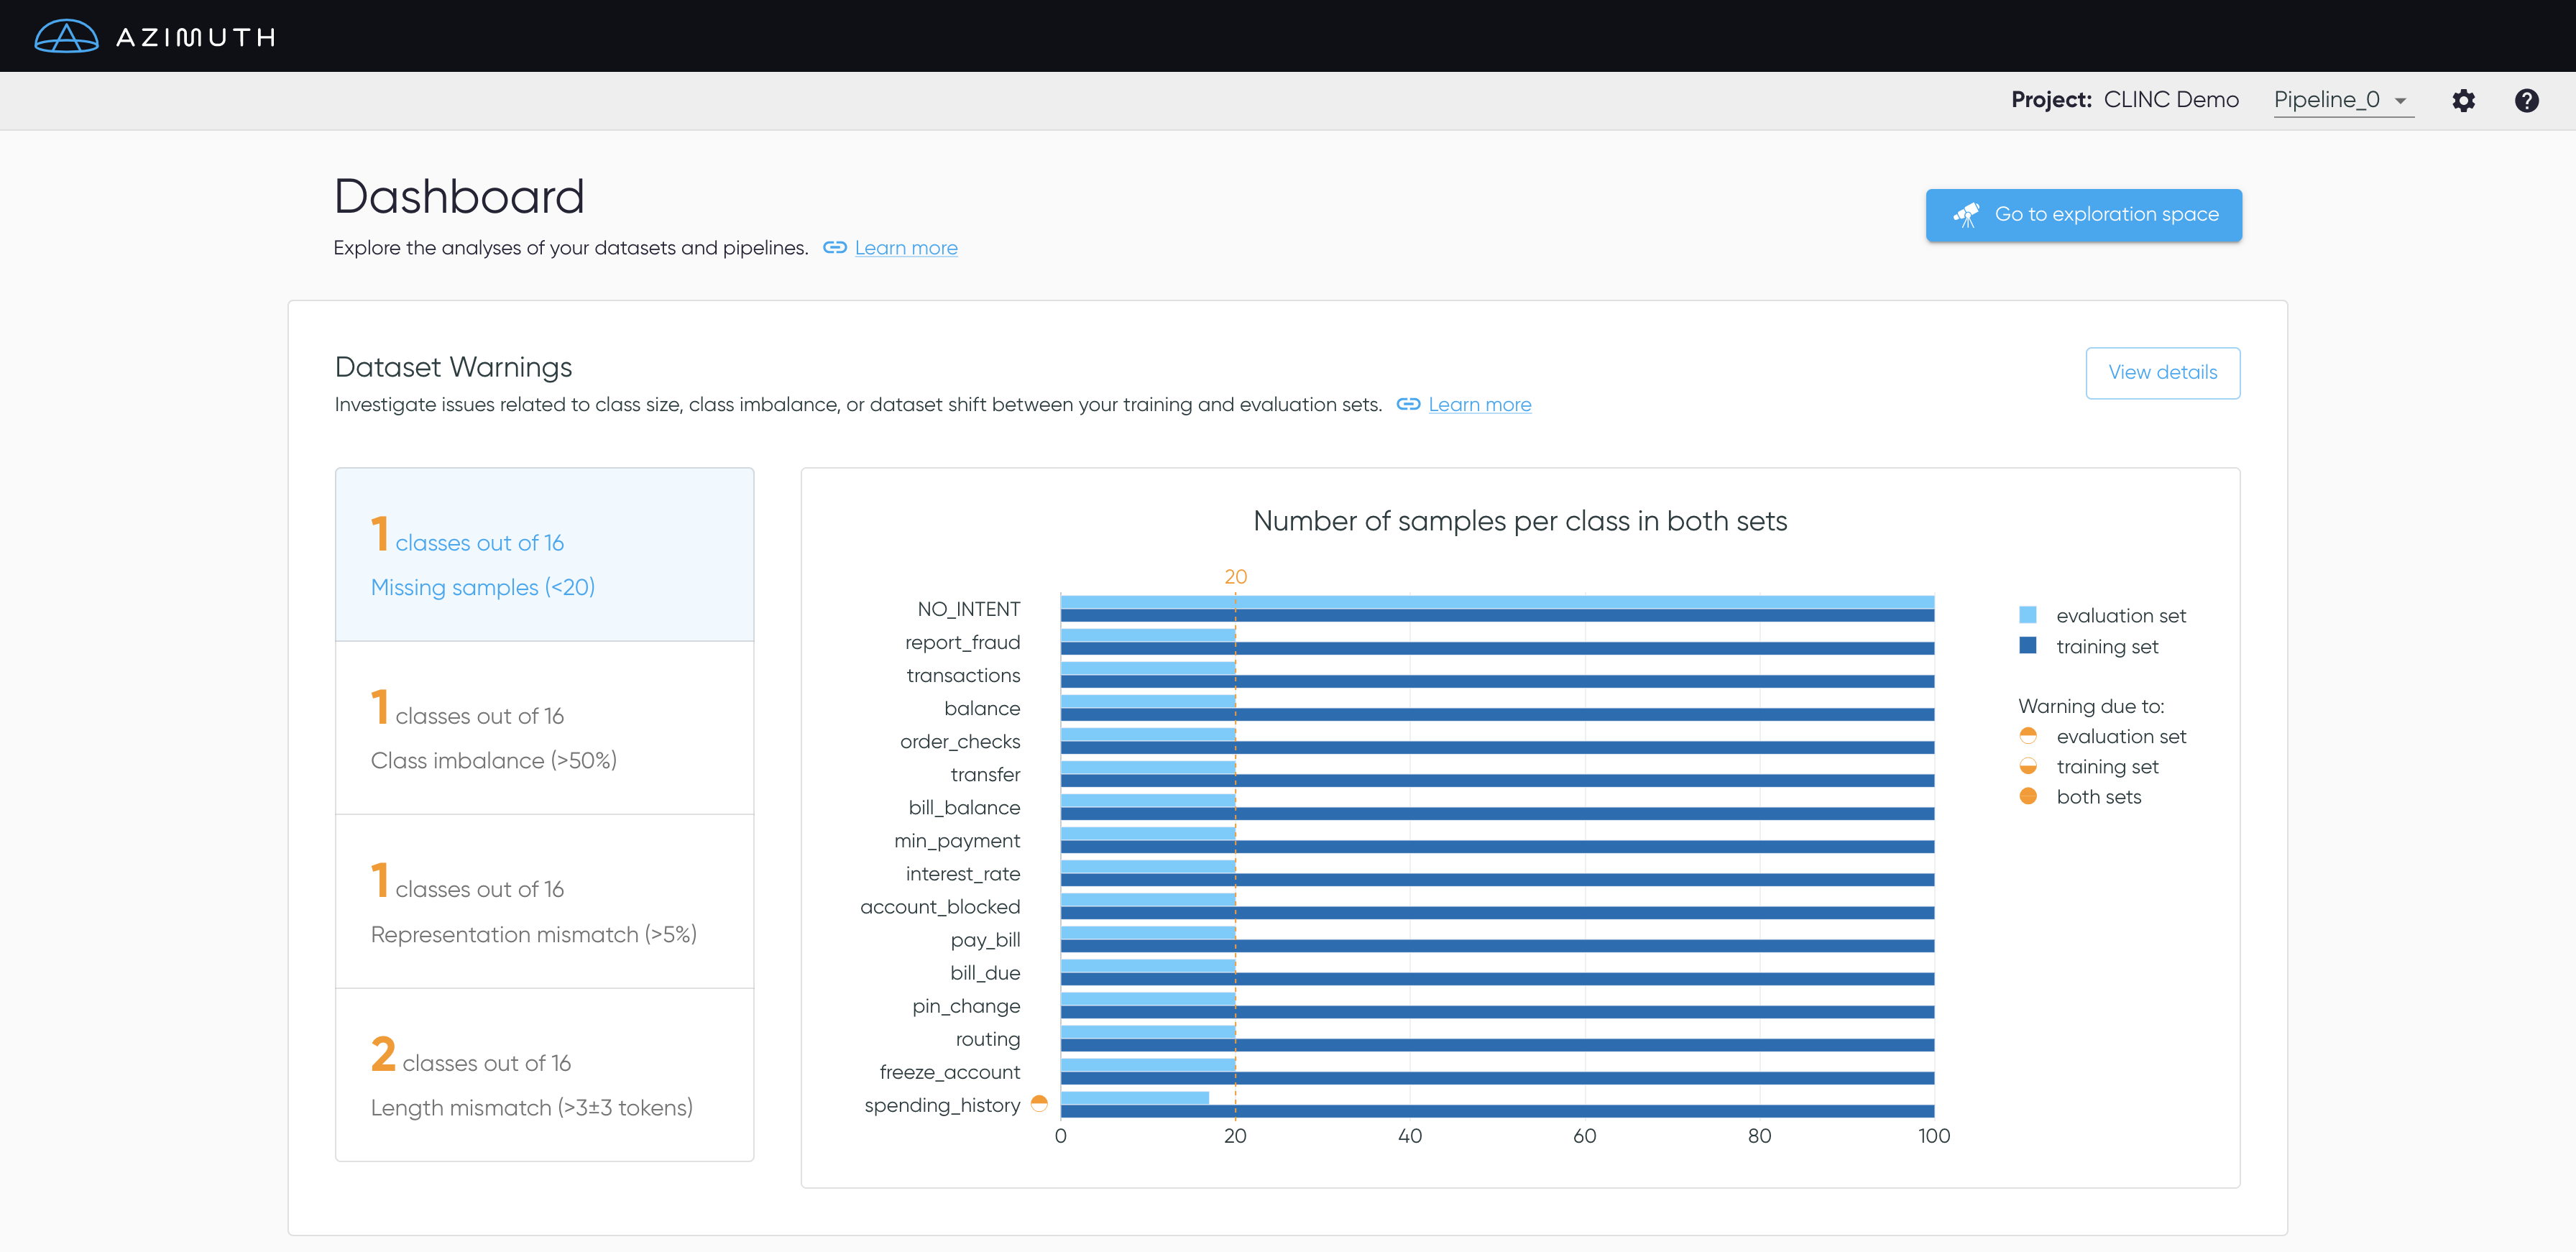 AZIMUTH
Project: CLINC Demo Pipeline_0
Dashboard
Explore the analyses of your datasets and pipelines. Learn more
Go to exploration space
Dataset Warnings
Investigate issues related to class size, class imbalance, or dataset shift between your training and evaluation sets. Learn more
View details
1 classes out of 16
Missing samples (<20)
1 classes out of 16
Class imbalance (>50%)
1 classes out of 16
Representation mismatch (>5%)
2 classes out of 16
Length mismatch (>3±3 tokens)
Number of samples per class in both sets
20
NO_INTENT
report_fraud
transactions
balance
order_checks
transfer
bill_balance
min_payment
interest_rate
account_blocked
pay_bill
bill_due
pin_change
routing
freeze_account
spending_history
0 20 40 60 80 100
evaluation set
training set
Warning due to:
evaluation set
training set
both sets